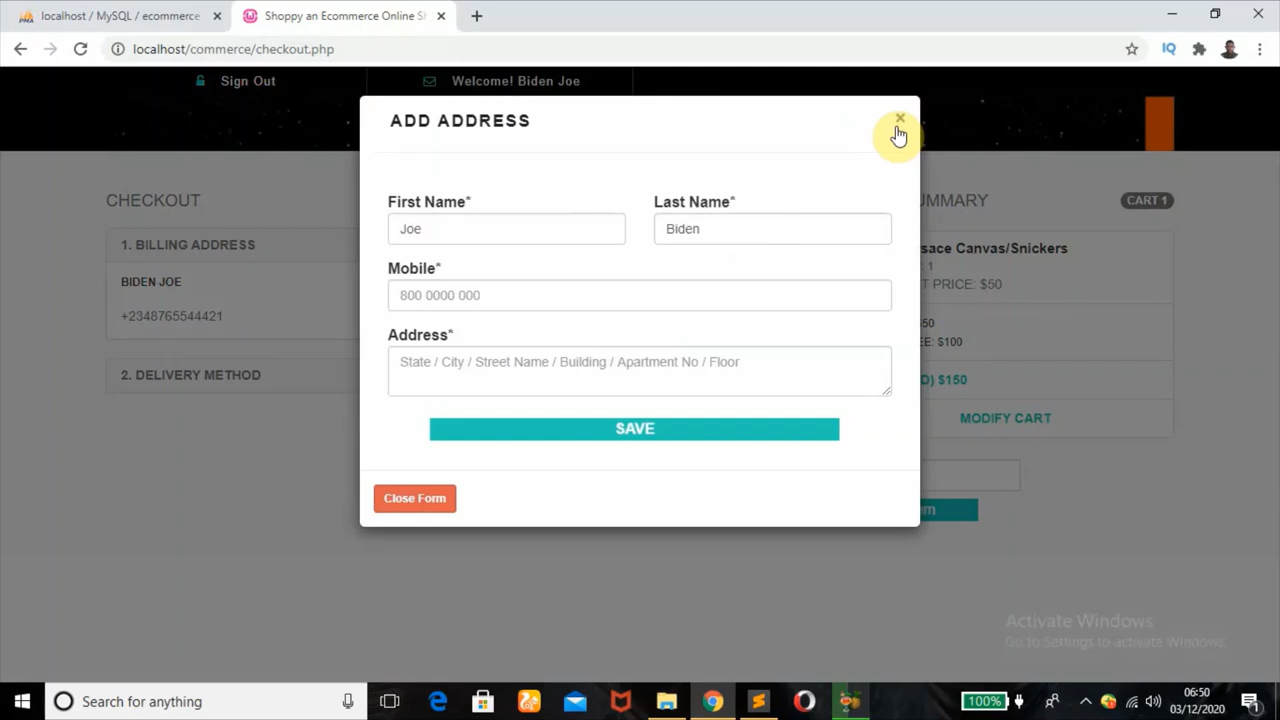 localhost / MySQL / ecommerce
Shoppy an Ecommerce Online Sh
localhost/commerce/checkout.php
Sign Out
Welcome! Biden Joe
ADD ADDRESS
×
First Name*
Last Name*
Joe
Biden
Mobile*
800 0000 000
Address*
State / City / Street Name / Building / Apartment No / Floor
SAVE
Close Form
CHECKOUT
1. BILLING ADDRESS
BIDEN JOE
+2348765544421
2. DELIVERY METHOD
UMMARY
CART 1
sace Canvas/Snickers
: 1
T PRICE: $50
50
EE: $100
D) $150
MODIFY CART
m
Activate Windows
Go to Settings to activate Windows.
Search for anything
100%
06:50
03/12/2020